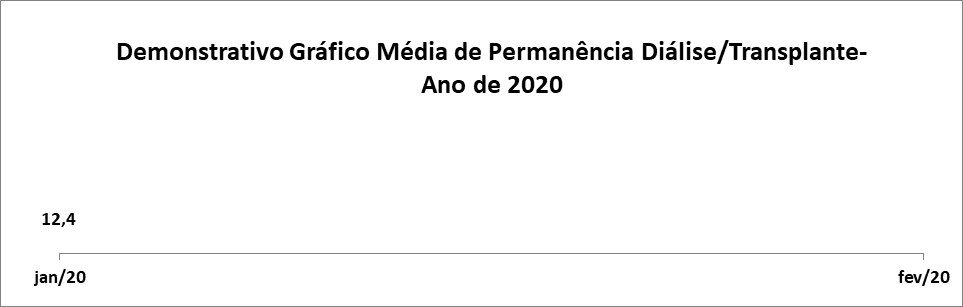 Demonstrativo Gráfico Média de Permanência Diálise/Transplante-
Ano de 2020
12,4
jan/20
fev/20